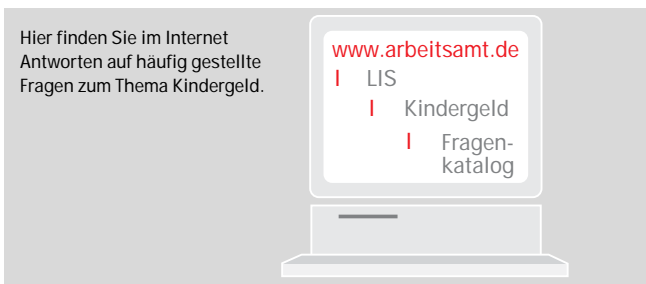 Hier finden Sie im Internet
Antworten auf häufig gestellte
Fragen zum Thema Kindergeld.
www.arbeitsamt.de
LIS
Kindergeld
Fragen-
katalog